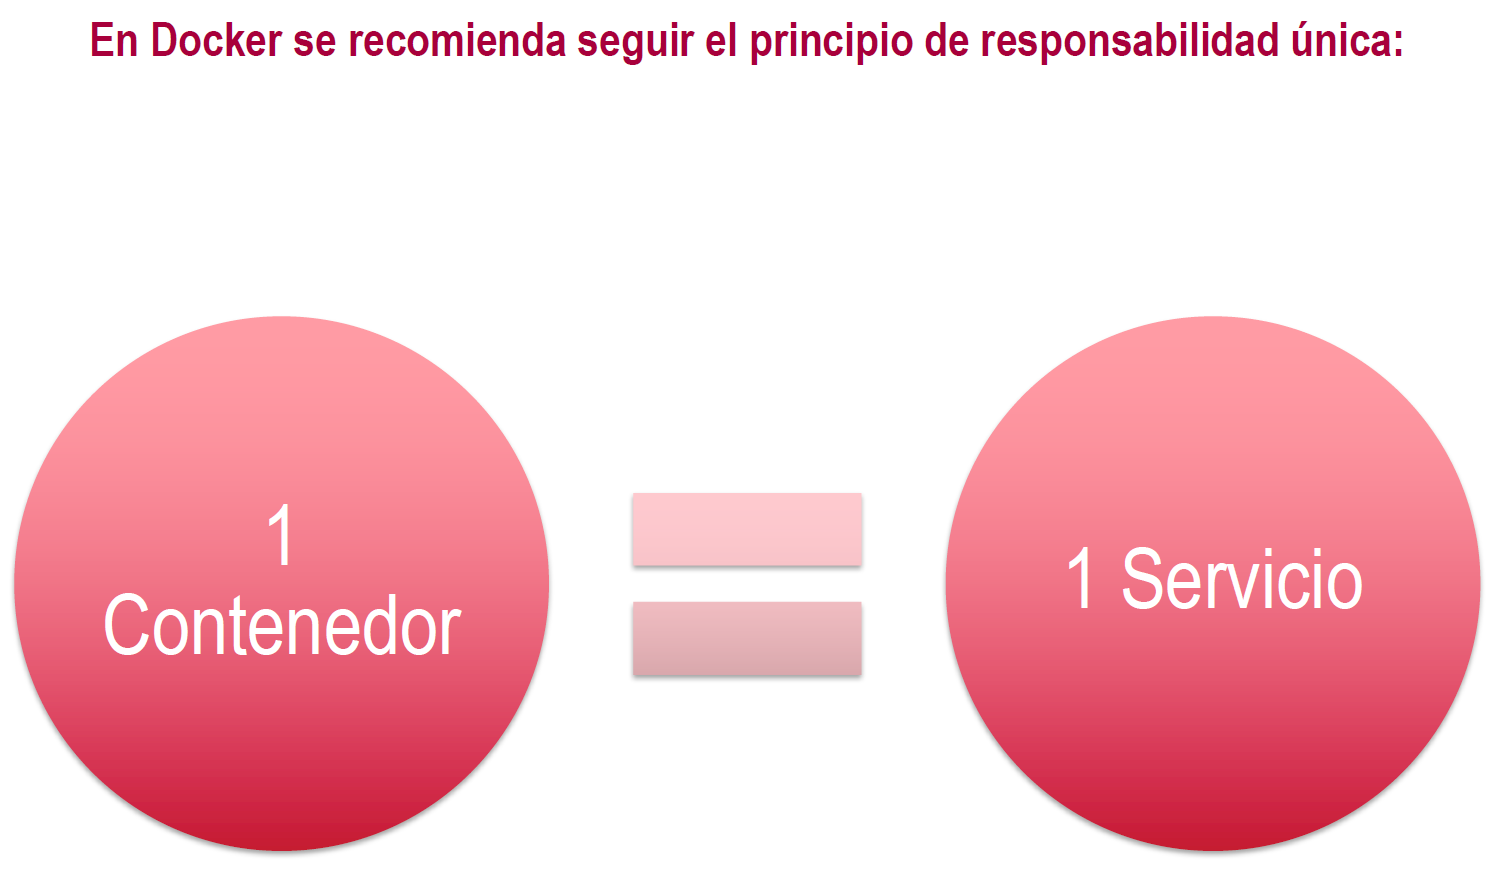 En Docker se recomienda seguir el principio de responsabilidad única:
1
Contenedor
1 Servicio